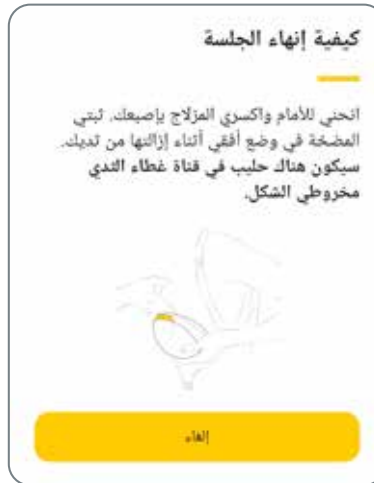 كيفية إنهاء الجلسة
انحني للأمام واكسري المزلاج بإصبعك. ثبتي
المضخة في وضع أفقي أثناء إزالتها من ثديك.
سيكون هناك حليب في قناة غطاء الثدي
مخروطي الشكل.
إلغاء